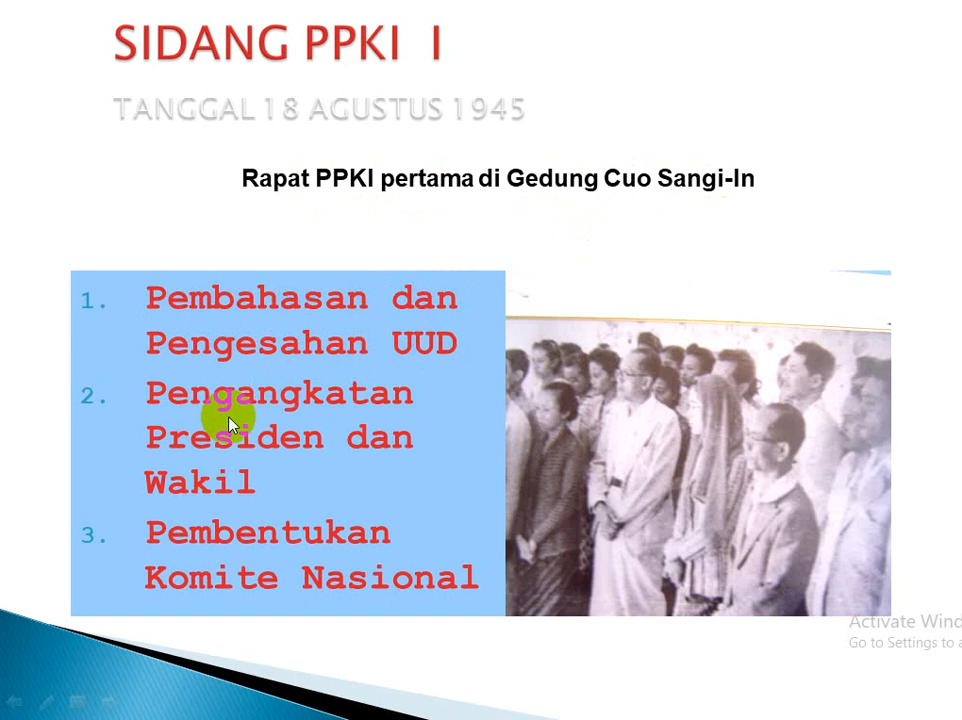 SIDANG PPKI I
TANGGAL 18 AGUSTUS 1945
Rapat PPKI pertama di Gedung Cuo Sangi-In
1. Pembahasan dan
Pengesahan UUD
2. Pengangkatan
Presiden dan
Wakil
3. Pembentukan
Komite Nasional
Activate Wind
Go to Settings to a